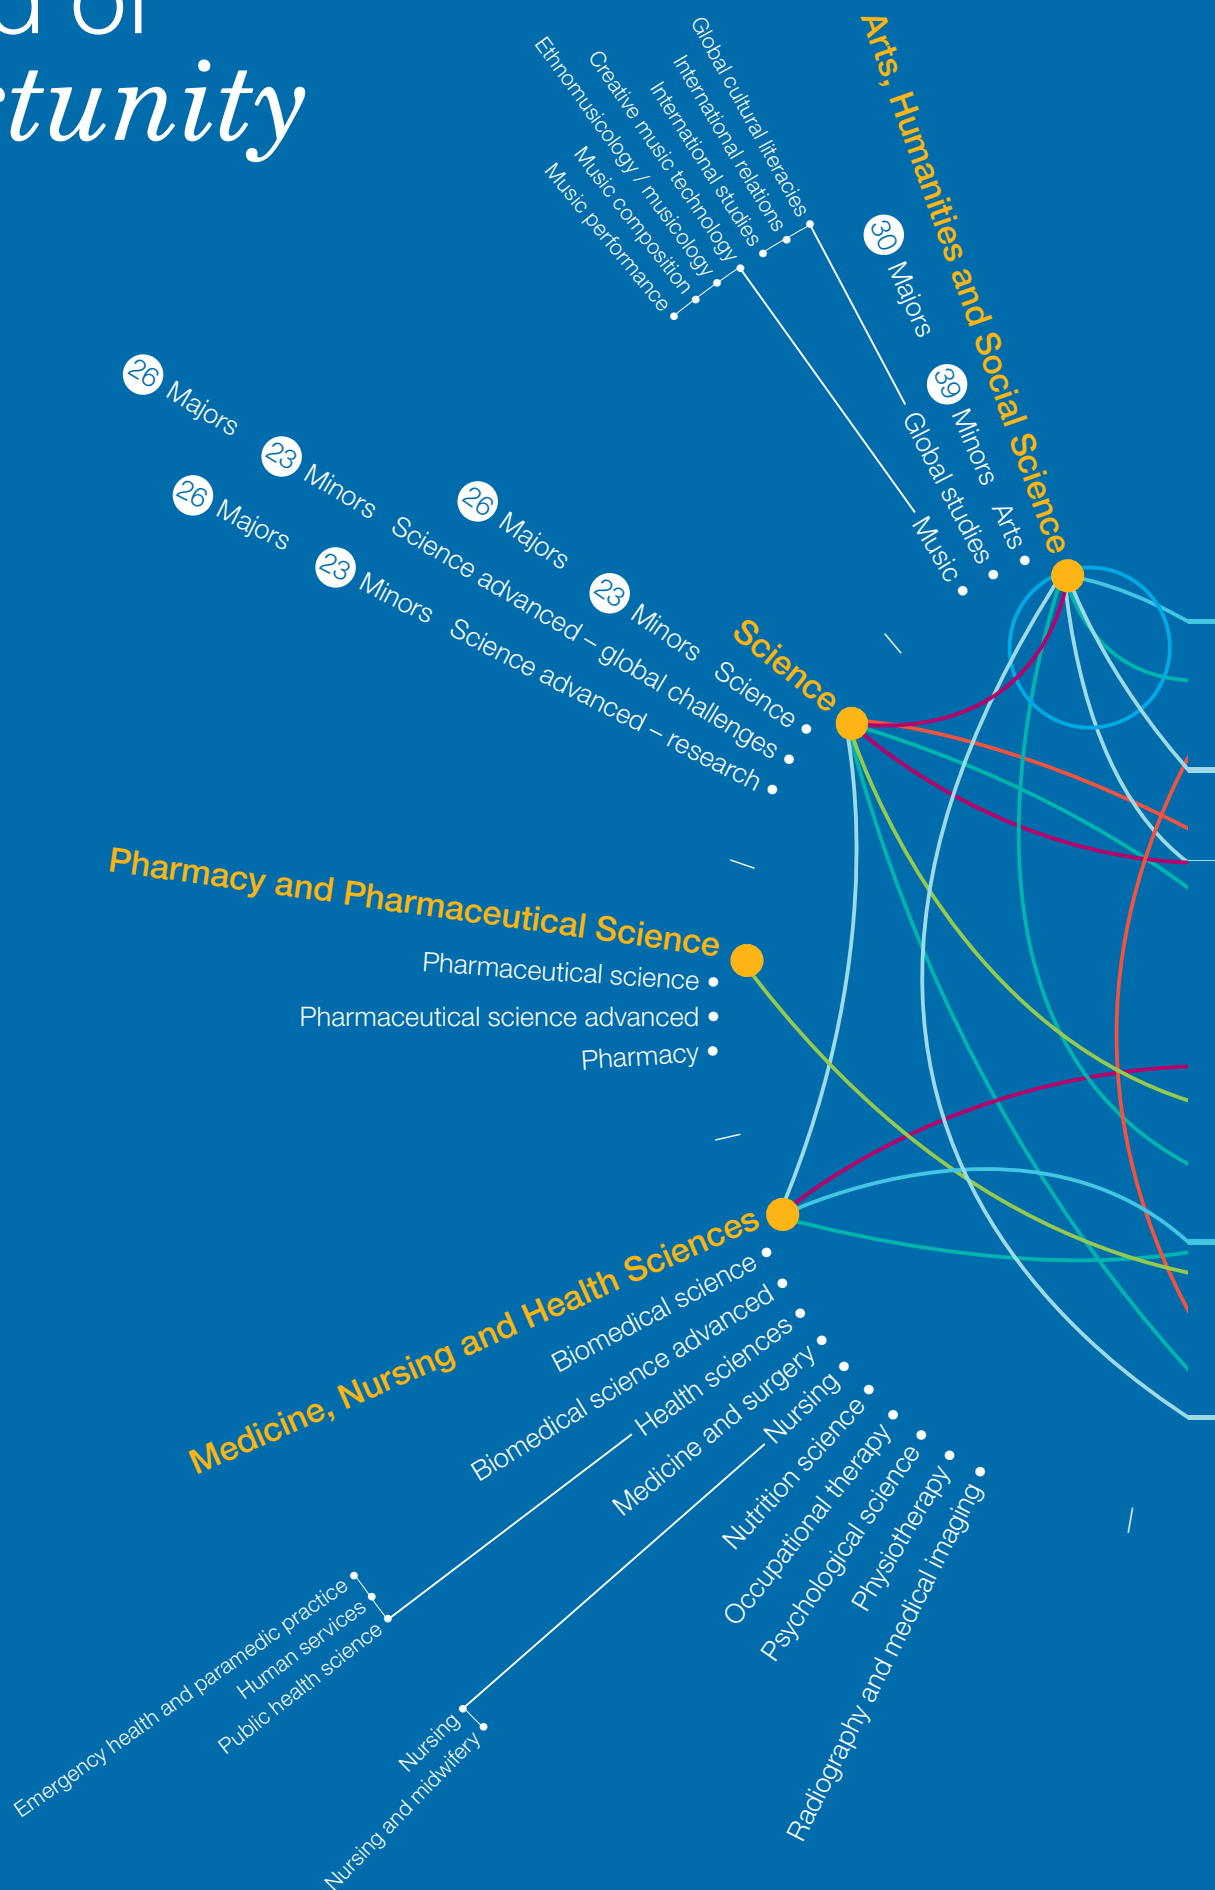 d of
rtunity
Arts, Humanities and Social Science
30 Majors 39 Minors Arts
Global studies
Global cultural literacies
International relations
International studies
Music
Creative music technology
Ethnomusicology / musicology
Music composition
Music performance
Science
26 Majors 23 Minors Science
26 Majors 23 Minors Science advanced – global challenges
26 Majors 23 Minors Science advanced – research
Pharmacy and Pharmaceutical Science
Pharmaceutical science
Pharmaceutical science advanced
Pharmacy
Medicine, Nursing and Health Sciences
Biomedical science
Biomedical science advanced
Health sciences
Emergency health and paramedic practice
Human services
Public health science
Medicine and surgery
Nursing
Nursing
Nursing and midwifery
Nutrition science
Occupational therapy
Psychological science
Physiotherapy
Radiography and medical imaging